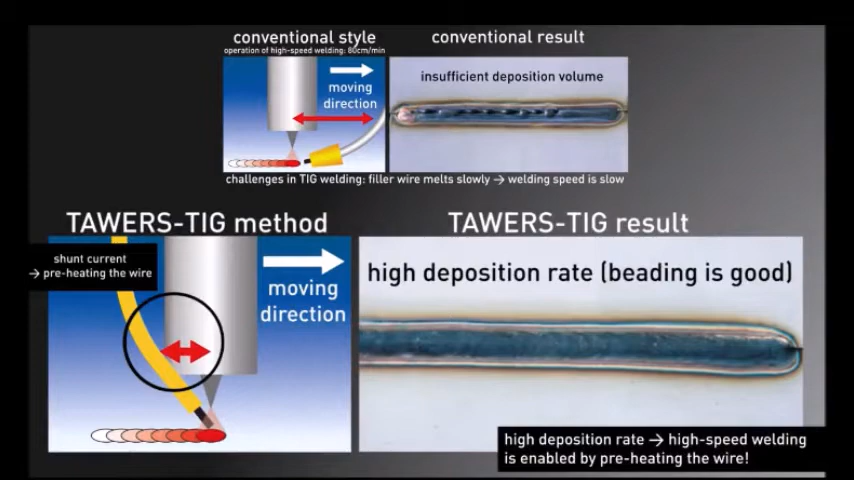 conventional style
operation of high-speed welding: 80cm/min
conventional result
moving
direction
insufficient deposition volume
challenges in TIG welding: filler wire melts slowly → welding speed is slow
TAWERS-TIG method
TAWERS-TIG result
shunt current
→ pre-heating the wire
moving
direction
high deposition rate (beading is good)
high deposition rate → high-speed welding
is enabled by pre-heating the wire!